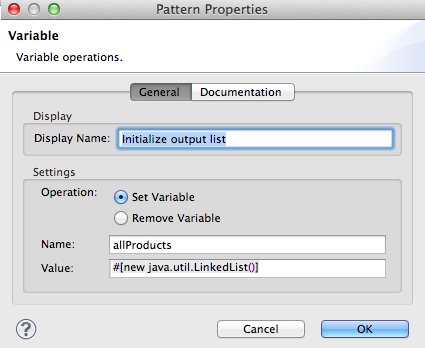 Pattern Properties
Variable
Variable operations.
General Documentation
Display
Display Name: Initialize output list
Settings
Operation: Set Variable
Remove Variable
Name: allProducts
Value: #[new java.util.LinkedList()]
? Cancel OK